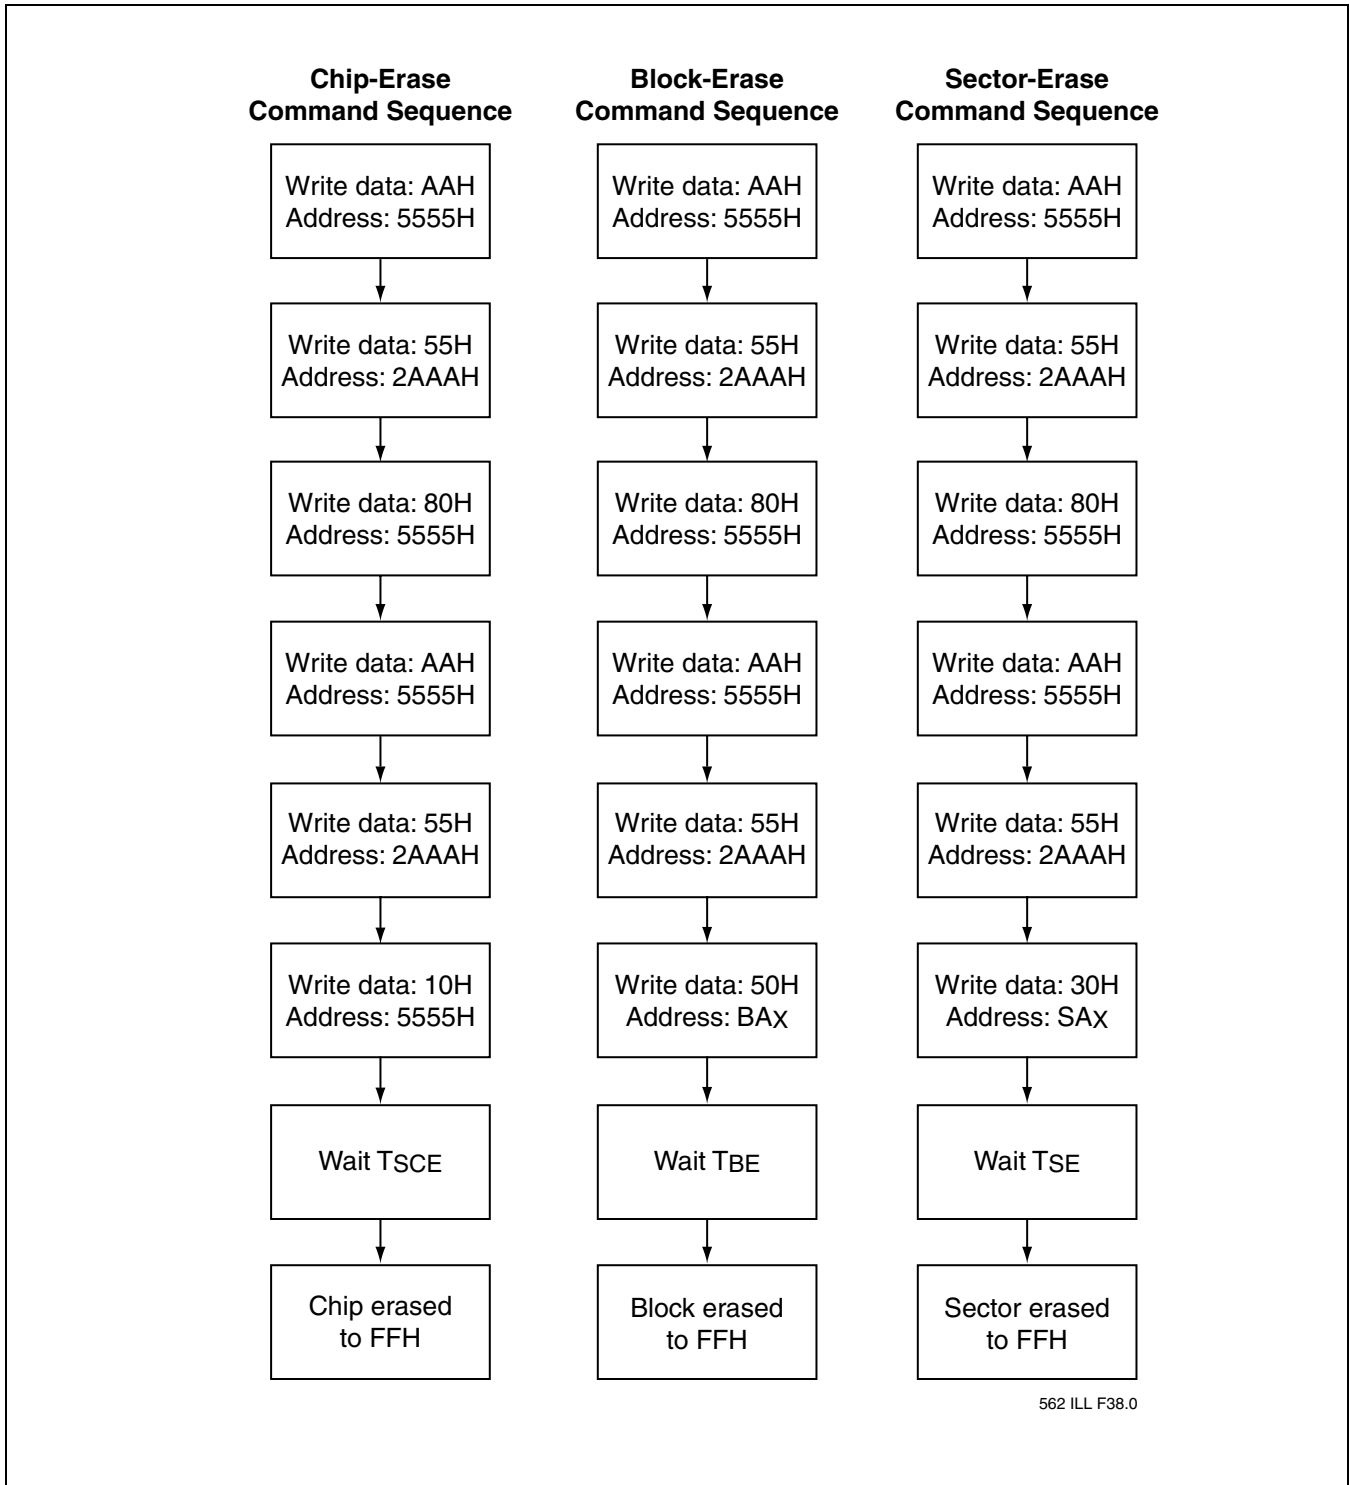 Chip-Erase
Command Sequence
Write data: AAH
Address: 5555H
Write data: 55H
Address: 2AAAH
Write data: 80H
Address: 5555H
Write data: AAH
Address: 5555H
Write data: 55H
Address: 2AAAH
Write data: 10H
Address: 5555H
Wait TSCE
Chip erased
to FFH
Block-Erase
Command Sequence
Write data: AAH
Address: 5555H
Write data: 55H
Address: 2AAAH
Write data: 80H
Address: 5555H
Write data: AAH
Address: 5555H
Write data: 55H
Address: 2AAAH
Write data: 50H
Address: BAX
Wait TBE
Block erased
to FFH
Sector-Erase
Command Sequence
Write data: AAH
Address: 5555H
Write data: 55H
Address: 2AAAH
Write data: 80H
Address: 5555H
Write data: AAH
Address: 5555H
Write data: 55H
Address: 2AAAH
Write data: 30H
Address: SAX
Wait TSE
Sector erased
to FFH
562 ILL F38.0